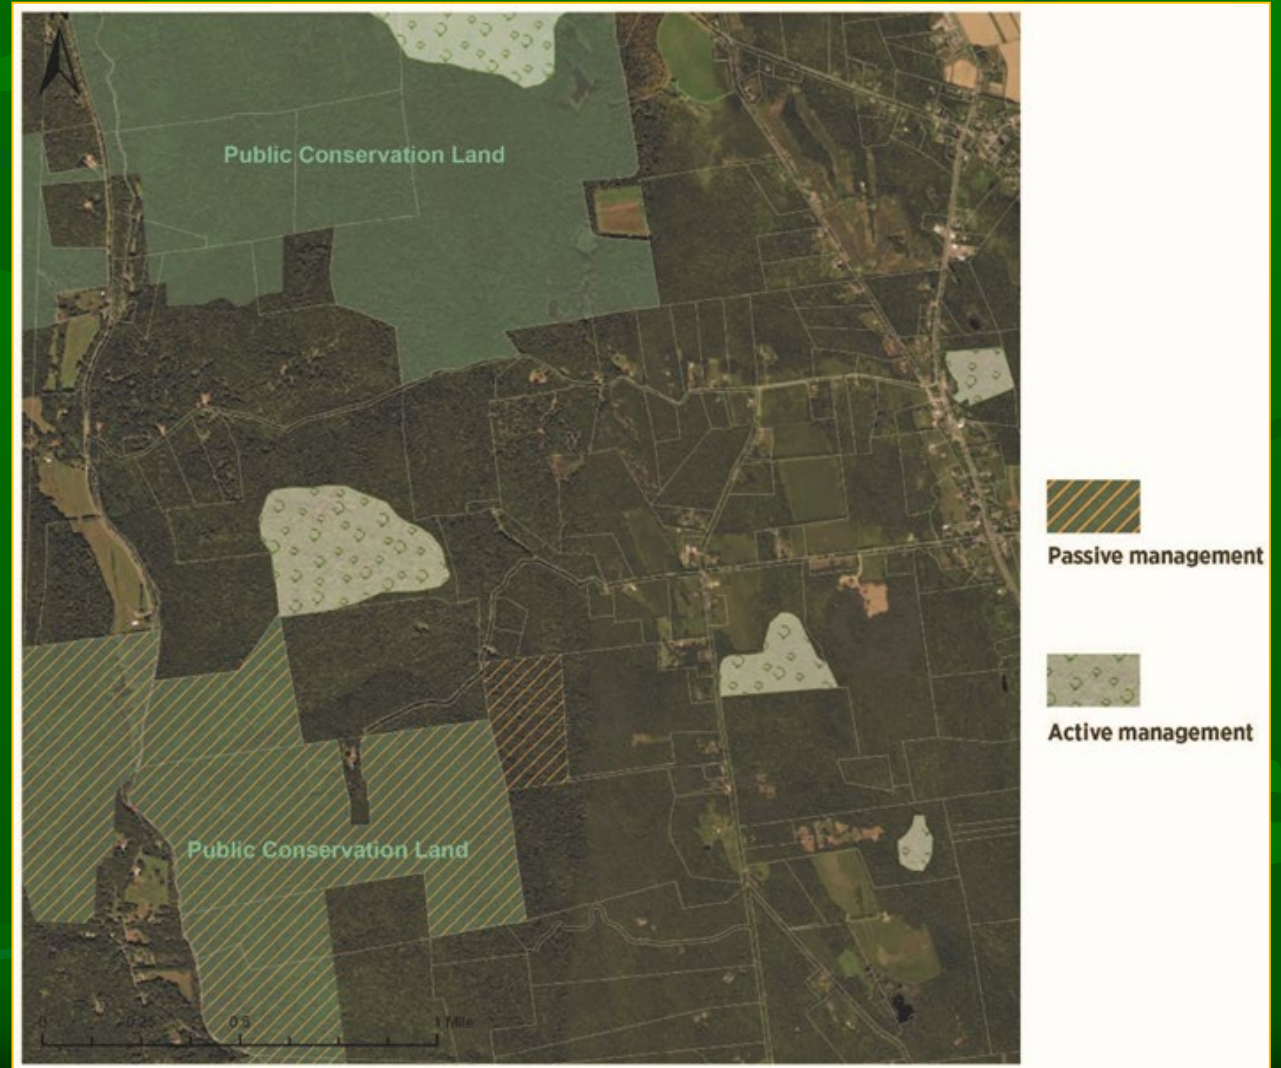 Public Conservation Land
Passive management
Active management
Public Conservation Land
0 0.25 0.5 1 Mile